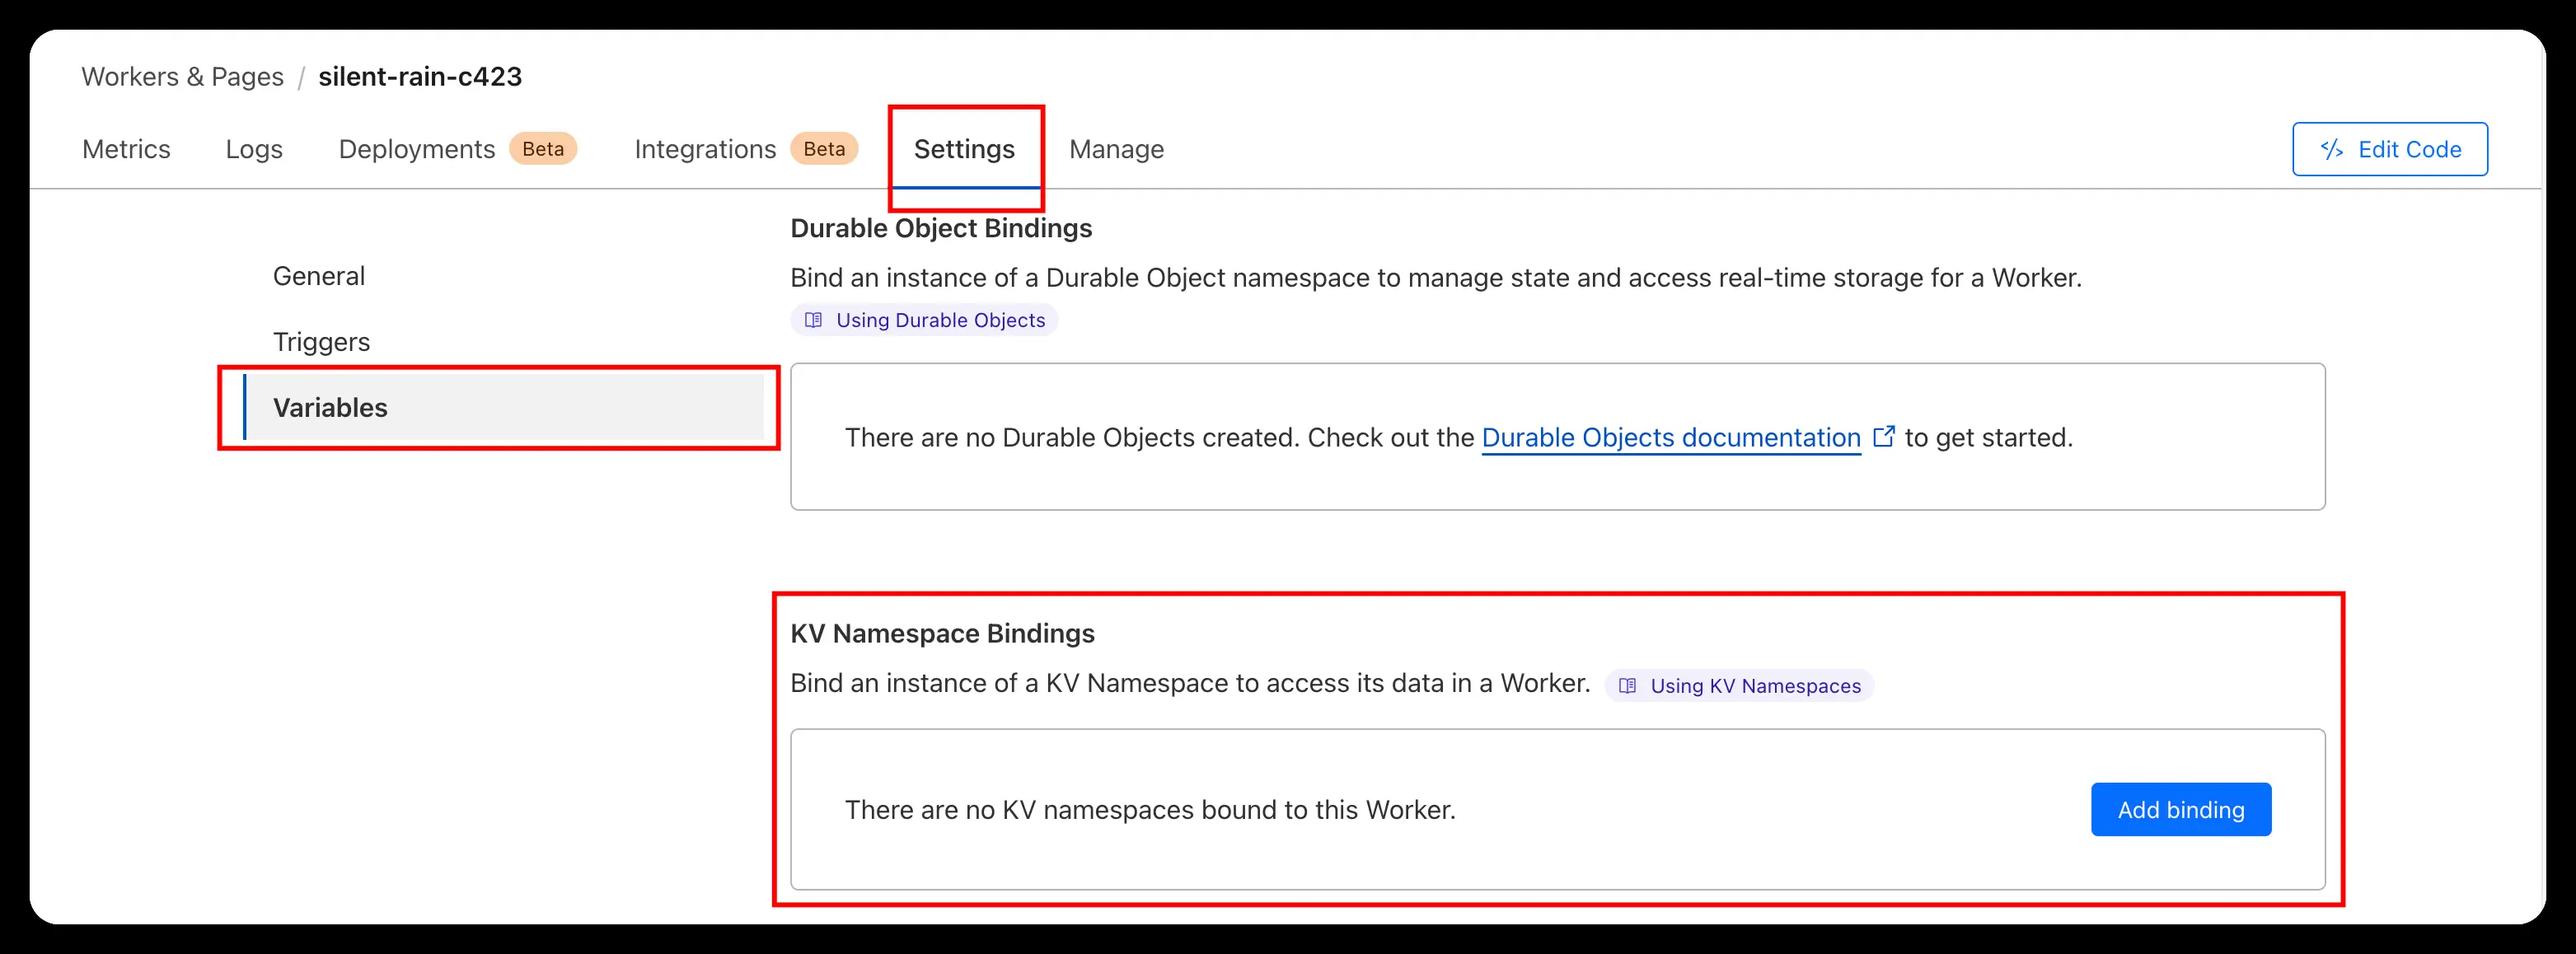 Workers & Pages / silent-rain-c423
Metrics Logs Deployments Beta Integrations Beta Settings Manage </> Edit Code
General
Triggers
Variables
Durable Object Bindings
Bind an instance of a Durable Object namespace to manage state and access real-time storage for a Worker.
Using Durable Objects
There are no Durable Objects created. Check out the Durable Objects documentation to get started.
KV Namespace Bindings
Bind an instance of a KV Namespace to access its data in a Worker. Using KV Namespaces
There are no KV namespaces bound to this Worker. Add binding